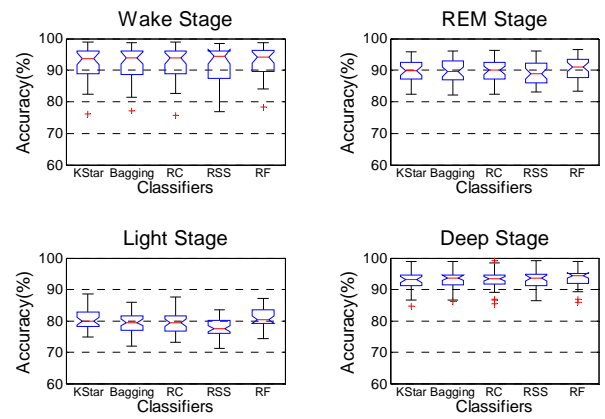 Wake Stage
Accuracy(%)
100
90
80
70
60
KStar Bagging RC RSS RF
Classifiers
REM Stage
Accuracy(%)
100
90
80
70
60
KStar Bagging RC RSS RF
Classifiers
Light Stage
Accuracy(%)
100
90
80
70
60
KStar Bagging RC RSS RF
Classifiers
Deep Stage
Accuracy(%)
100
90
80
70
60
KStar Bagging RC RSS RF
Classifiers